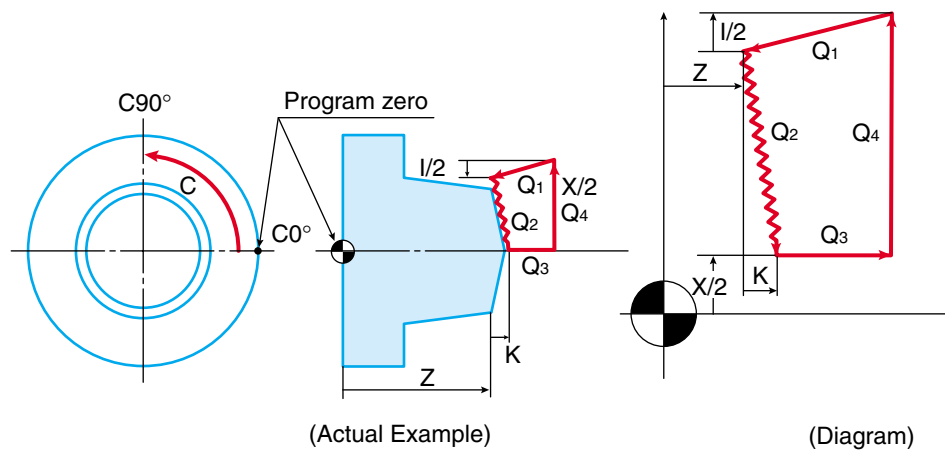 C90°
C
C0°
Program zero
I/2
Q1
X/2
Q2
Q4
Q3
K
Z
(Actual Example)
I/2
Q1
Z
Q2
Q4
Q3
K
X/2
(Diagram)